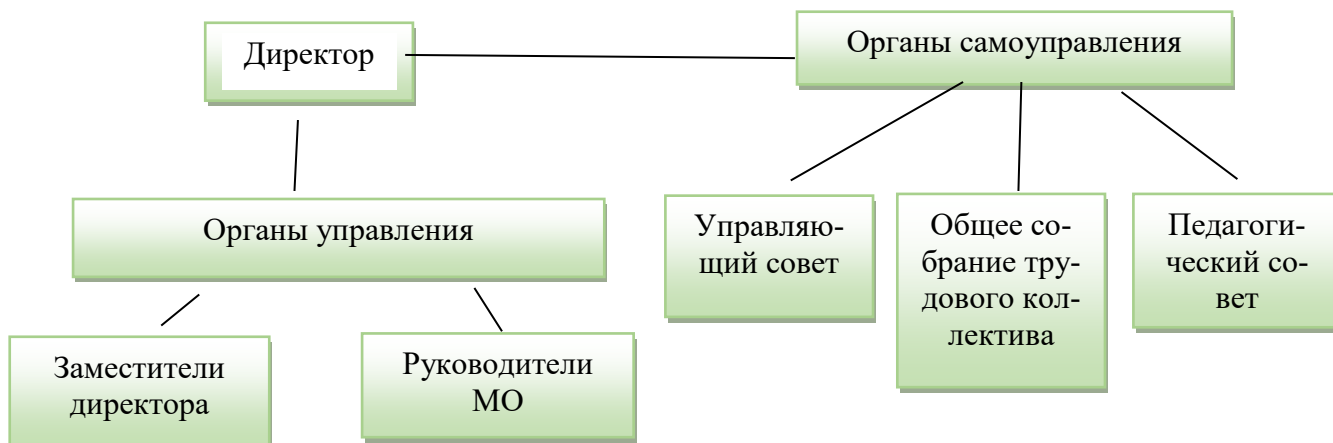 Директор
Органы самоуправления
Органы управления
Управляю-
щий совет
Общее со-
брание тру-
дового кол-
лектива
Педагоги-
ческий со-
вет
Заместители
директора
Руководители
МО